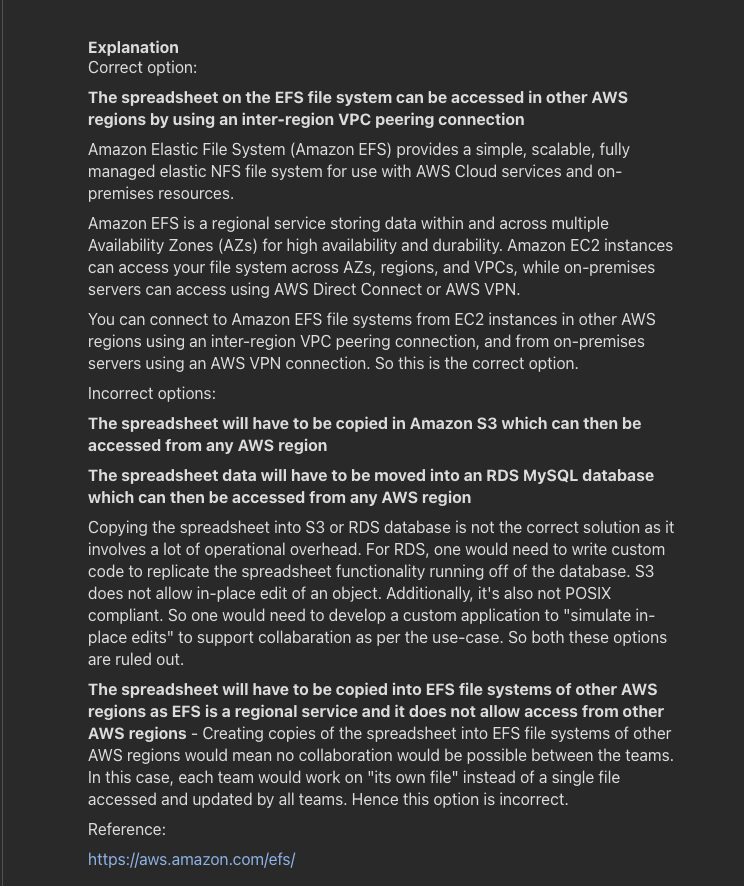 Explanation
Correct option:
The spreadsheet on the EFS file system can be accessed in other AWS
regions by using an inter-region VPC peering connection
Amazon Elastic File System (Amazon EFS) provides a simple, scalable, fully
managed elastic NFS file system for use with AWS Cloud services and on-
premises resources.
Amazon EFS is a regional service storing data within and across multiple
Availability Zones (AZs) for high availability and durability. Amazon EC2 instances
can access your file system across AZs, regions, and VPCs, while on-premises
servers can access using AWS Direct Connect or AWS VPN.
You can connect to Amazon EFS file systems from EC2 instances in other AWS
regions using an inter-region VPC peering connection, and from on-premises
servers using an AWS VPN connection. So this is the correct option.
Incorrect options:
The spreadsheet will have to be copied in Amazon S3 which can then be
accessed from any AWS region
The spreadsheet data will have to be moved into an RDS MySQL database
which can then be accessed from any AWS region
Copying the spreadsheet into S3 or RDS database is not the correct solution as it
involves a lot of operational overhead. For RDS, one would need to write custom
code to replicate the spreadsheet functionality running off of the database. S3
does not allow in-place edit of an object. Additionally, it's also not POSIX
compliant. So one would need to develop a custom application to "simulate in-
place edits" to support collabaration as per the use-case. So both these options
are ruled out.
The spreadsheet will have to be copied into EFS file systems of other AWS
regions as EFS is a regional service and it does not allow access from other
AWS regions - Creating copies of the spreadsheet into EFS file systems of other
AWS regions would mean no collaboration would be possible between the teams.
In this case, each team would work on "its own file" instead of a single file
accessed and updated by all teams. Hence this option is incorrect.
Reference:
https://aws.amazon.com/efs/